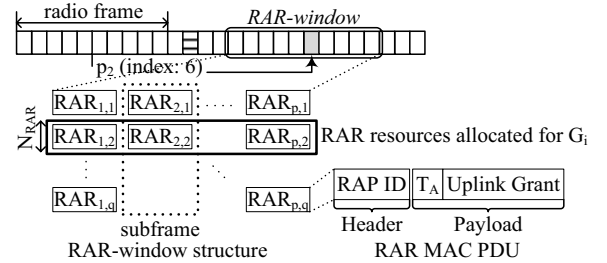 radio frame
RAR-window
p2 (index: 6)
RAR1,1 RAR2,1 RARp,1
NRAR
RAR1,2 RAR2,2 RARp,2 RAR resources allocated for Gi
RAR1,q RARp,q RAP ID TA Uplink Grant
subframe Header Payload
RAR-window structure RAR MAC PDU